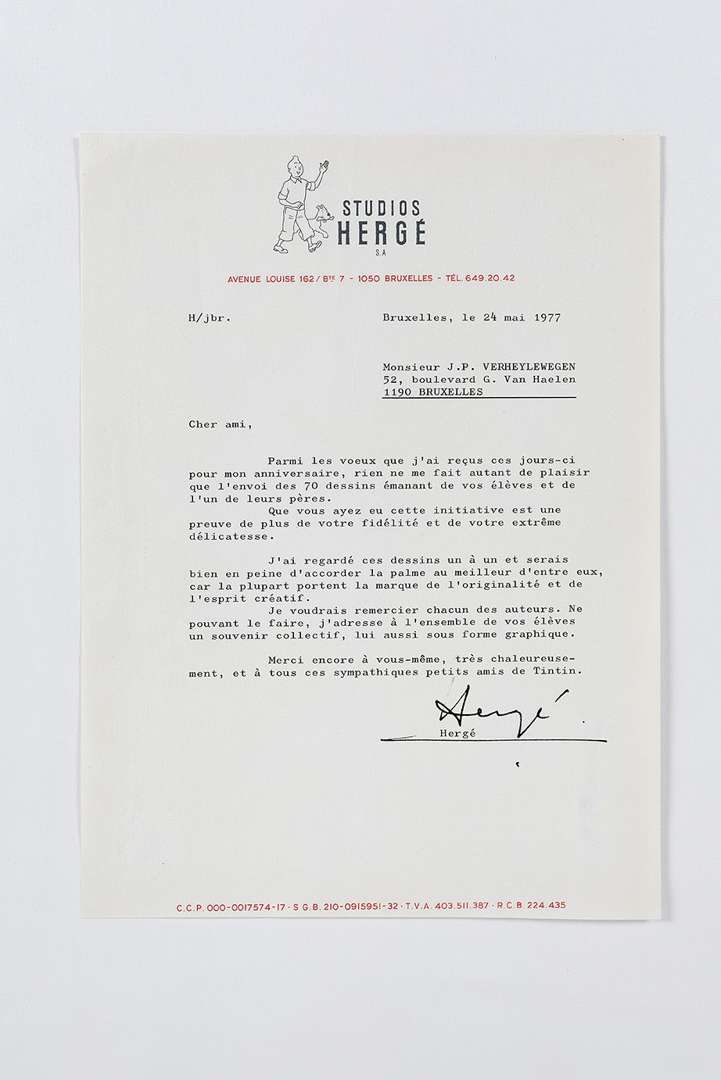 STUDIOS
HERGÉ
S.A
AVENUE LOUISE 162/ BTE 7 - 1050 BRUXELLES - TÉL. 649.20.42
H/jbr.
Bruxelles, le 24 mai 1977
Monsieur J.P. VERHEYLEWEGEN
52, boulevard G. Van Haelen
1190 BRUXELLES
Cher ami,
Parmi les voeux que j'ai reçus ces jours-ci
pour mon anniversaire, rien ne me fait autant de plaisir
que l'envoi des 70 dessins émanant de vos élèves et de
l'un de leurs pères.
Que vous ayez eu cette initiative est une
preuve de plus de votre fidélité et de votre extrême
délicatesse.
J'ai regardé ces dessins un à un et serais
bien en peine d'accorder la palme au meilleur d'entre eux,
car la plupart portent la marque de l'originalité et de
l'esprit créatif.
Je voudrais remercier chacun des auteurs. Ne
pouvant le faire, j'adresse à l'ensemble de vos élèves
un souvenir collectif, lui aussi sous forme graphique.
Merci encore à vous-même, très chaleureuse-
ment, et à tous ces sympathiques petits amis de Tintin.
Hergé
Hergé
C.C.P. 000-0017574-17 · S G.B. 210-0915951-32 · T.V.A. 403.511.387 · R.C.B. 224.435